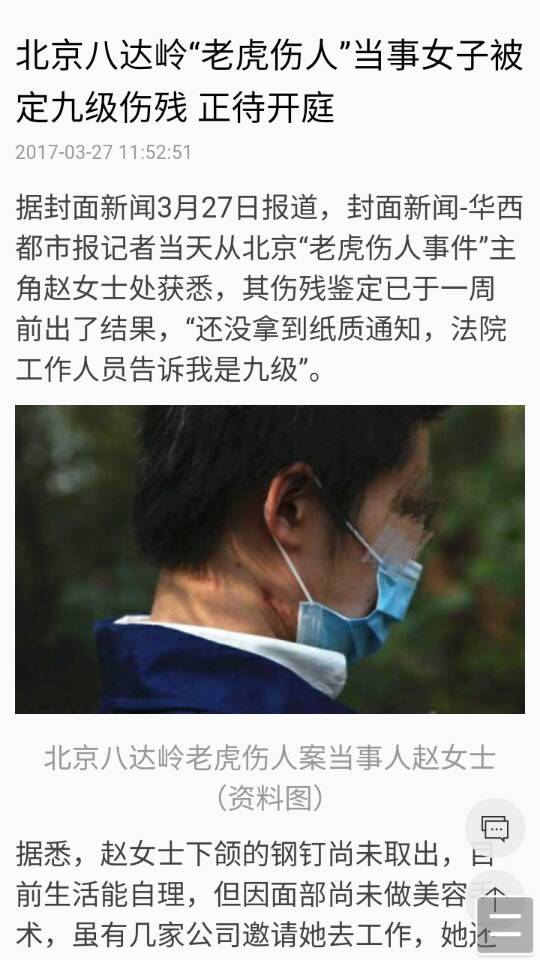 北京八达岭“老虎伤人”当事女子被
定九级伤残 正待开庭
2017-03-27 11:52:51
据封面新闻3月27日报道，封面新闻-华西
都市报记者当天从北京“老虎伤人事件”主
角赵女士处获悉，其伤残鉴定已于一周
前出了结果，“还没拿到纸质通知，法院
工作人员告诉我是九级”。
北京八达岭老虎伤人案当事人赵女士
（资料图）
据悉，赵女士下颌的钢钉尚未取出，目
前生活能自理，但因面部尚未做美容手
术，虽有几家公司邀请她去工作，她还